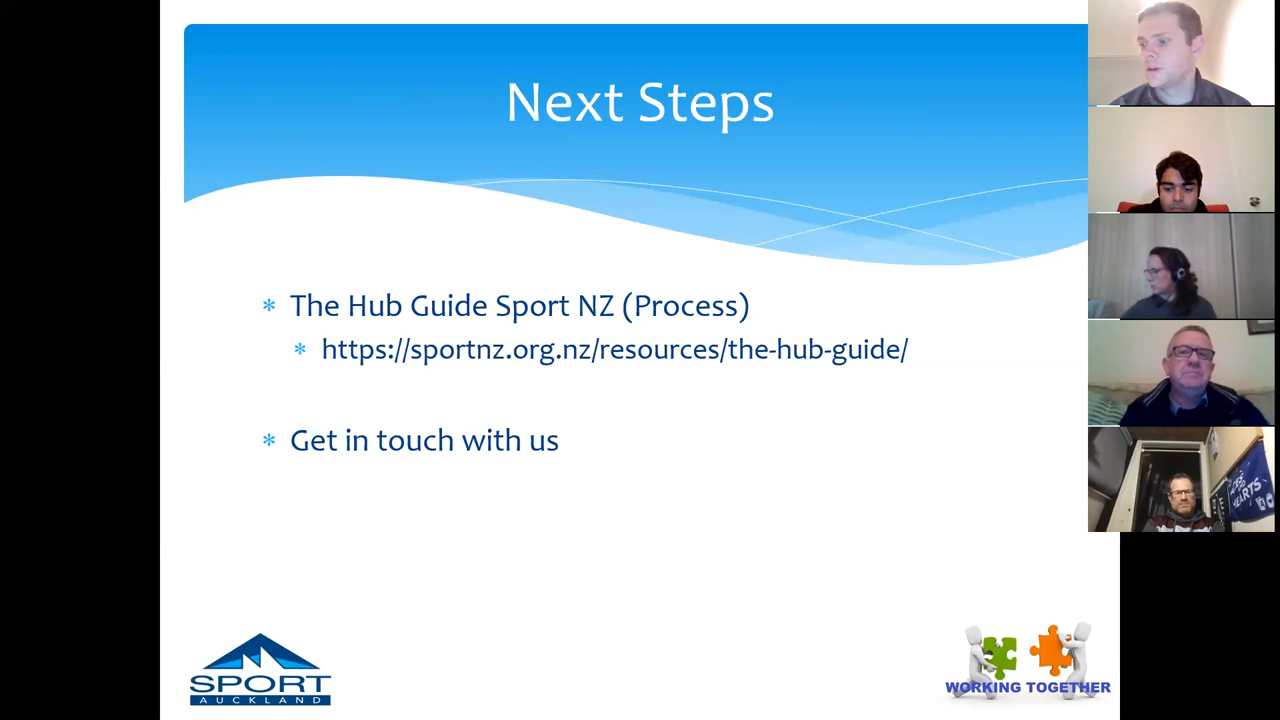 Next Steps
* The Hub Guide Sport NZ (Process)
* https://sportnz.org.nz/resources/the-hub-guide/
* Get in touch with us
SPORT
AUCKLAND
WORKING TOGETHER
HEARTS